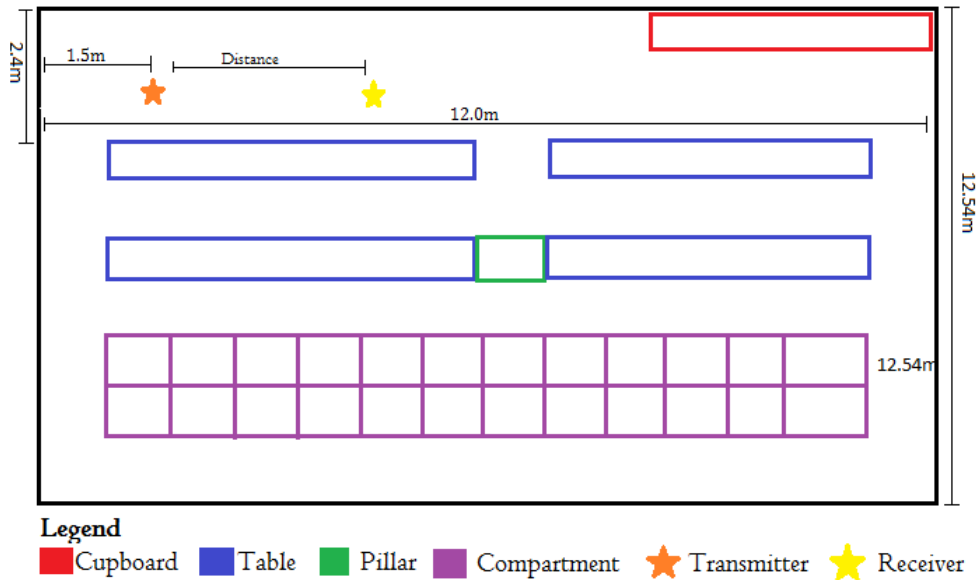 2.4m
1.5m
Distance
12.0m
12.54m
12.54m
Legend
Cupboard
Table
Pillar
Compartment
Transmitter
Receiver